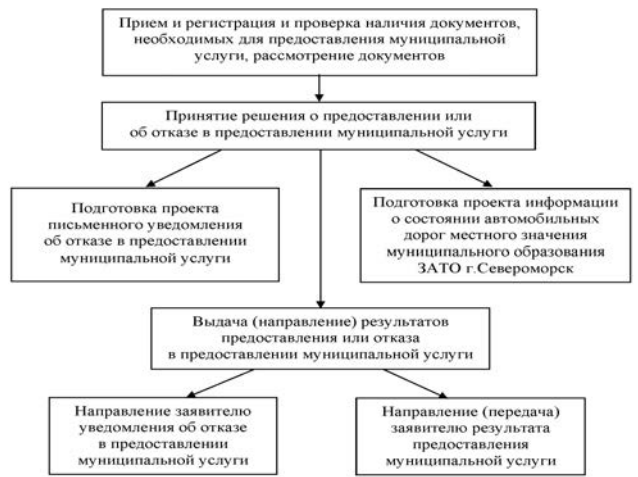 Прием и регистрация и проверка наличия документов,
необходимых для предоставления муниципальной
услуги, рассмотрение документов
Принятие решения о предоставлении или
об отказе в предоставлении муниципальной услуги
Подготовка проекта
письменного уведомления
об отказе в предоставлении
муниципальной услуги
Подготовка проекта информации
о состоянии автомобильных
дорог местного значения
муниципального образования
ЗАТО г.Североморск
Выдача (направление) результатов
предоставления или отказа
в предоставлении муниципальной услуги
Направление заявителю
уведомления об отказе
в предоставлении
муниципальной услуги
Направление (передача)
заявителю результата
предоставления
муниципальной услуги